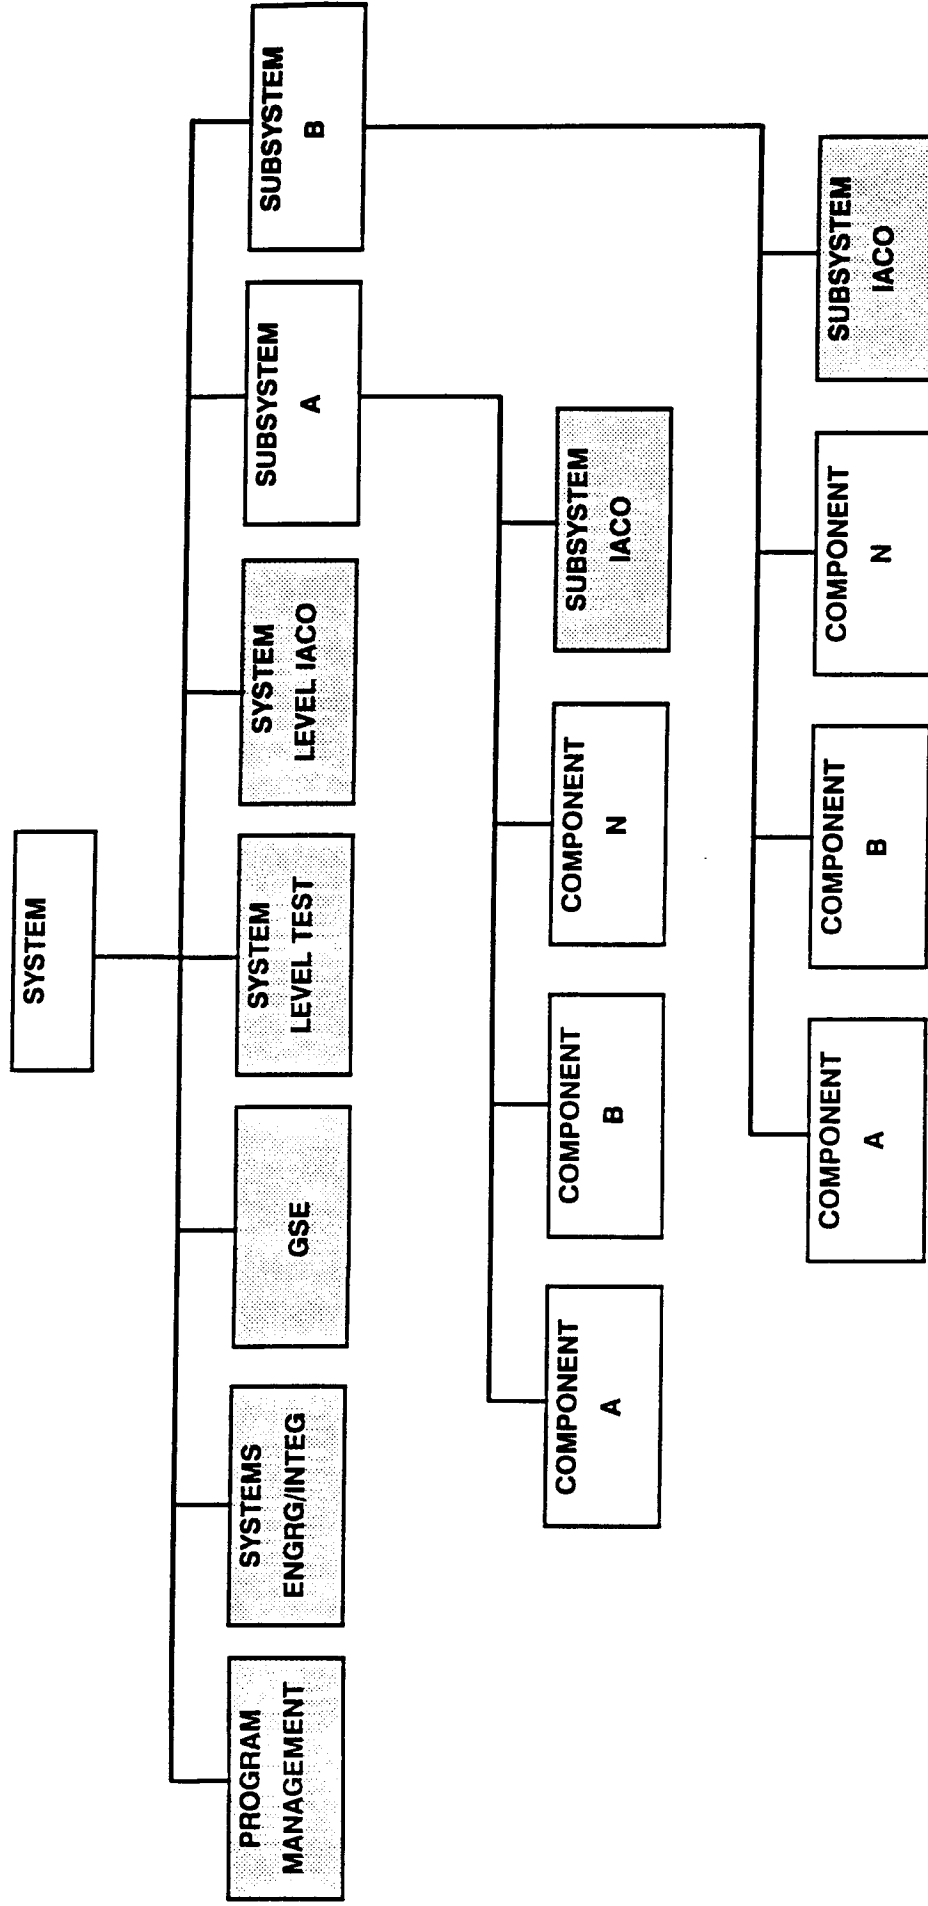 SYSTEM
PROGRAM
MANAGEMENT
SYSTEMS
ENGRG/INTEG
GSE
SYSTEM
LEVEL TEST
SYSTEM
LEVEL IACO
SUBSYSTEM
A
SUBSYSTEM
B
COMPONENT
A
COMPONENT
B
COMPONENT
N
SUBSYSTEM
IACO
COMPONENT
A
COMPONENT
B
COMPONENT
N
SUBSYSTEM
IACO